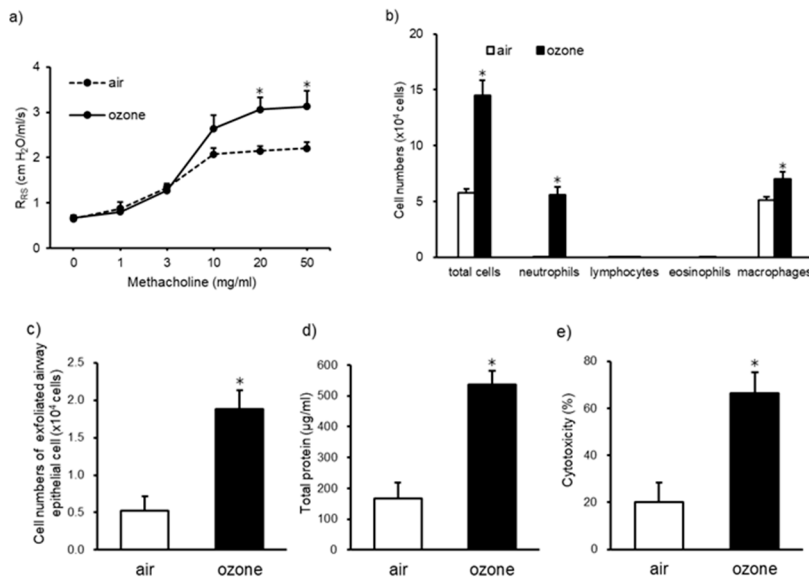 a)
air
ozone
R_RS (cm H₂O/ml/s)
4
3
2
1
0
0 1 3 10 20 50
Methacholine (mg/ml)
* *
b)
air ozone
Cell numbers (x10⁴ cells)
20
15
10
5
0
total cells neutrophils lymphocytes eosinophils macrophages
* * *
c)
Cell numbers of exfoliated airway
epithelial cell (x10⁴ cells)
2.5
2.0
1.5
1.0
0.5
0.0
air ozone
*
d)
Total protein (μg/ml)
600
500
400
300
200
100
0
air ozone
*
e)
Cytotoxicity (%)
80
60
40
20
0
air ozone
*